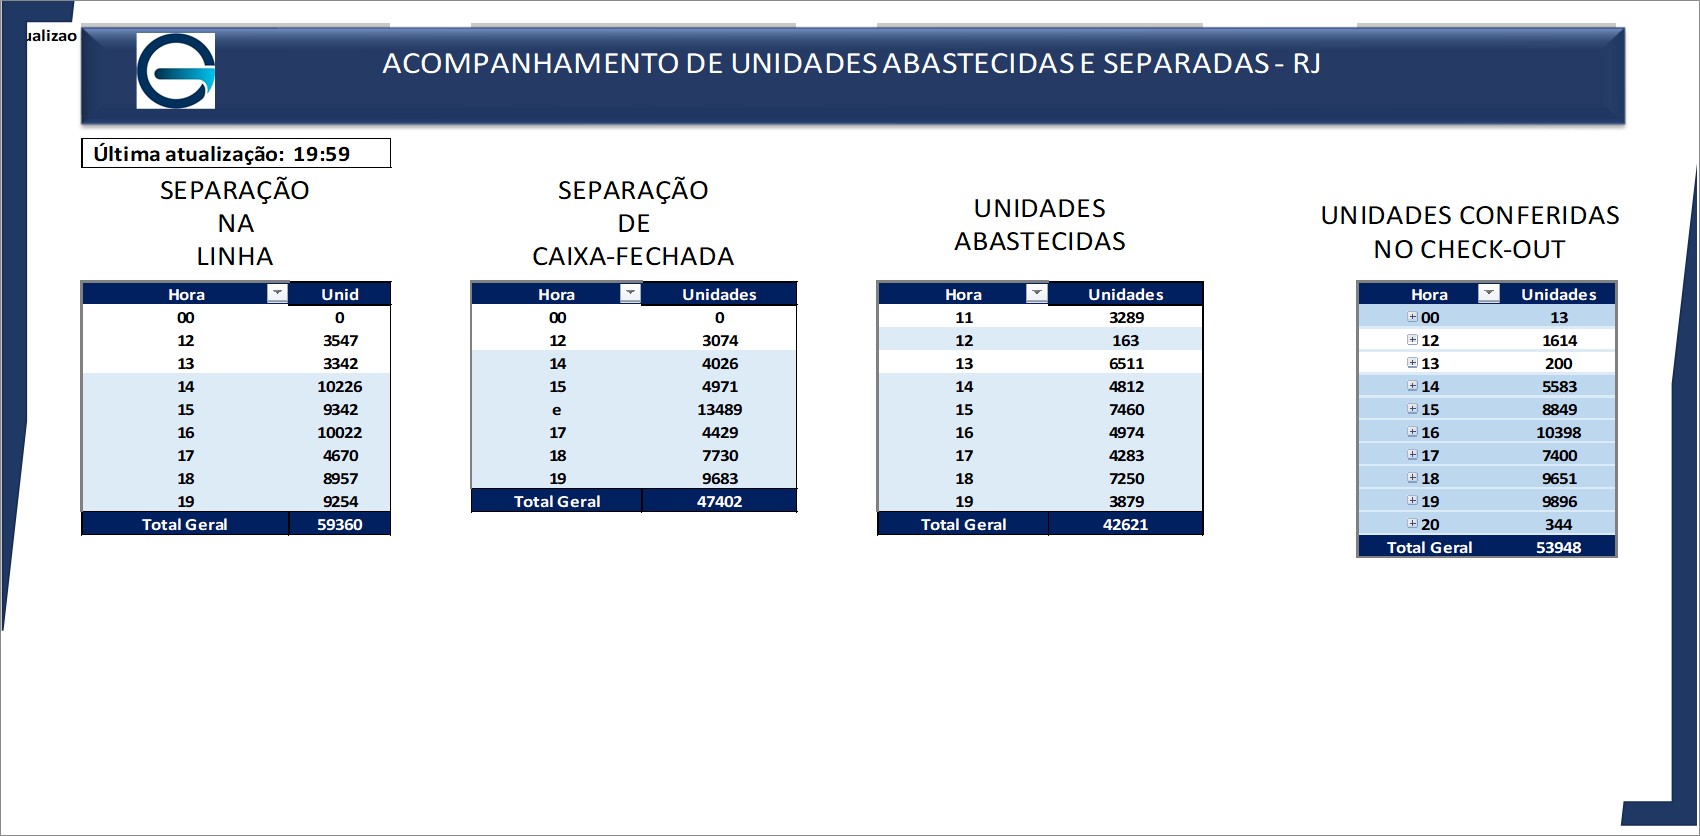 ualizao
ACOMPANHAMENTO DE UNIDADES ABASTECIDAS E SEPARADAS - RJ
Última atualização: 19:59
SEPARAÇÃO
NA
LINHA
Hora Unid
00 0
12 3547
13 3342
14 10226
15 9342
16 10022
17 4670
18 8957
19 9254
Total Geral 59360
SEPARAÇÃO
DE
CAIXA-FECHADA
Hora Unidades
00 0
12 3074
14 4026
15 4971
e 13489
17 4429
18 7730
19 9683
Total Geral 47402
UNIDADES
ABASTECIDAS
Hora Unidades
11 3289
12 163
13 6511
14 4812
15 7460
16 4974
17 4283
18 7250
19 3879
Total Geral 42621
UNIDADES CONFERIDAS
NO CHECK-OUT
Hora Unidades
00 13
12 1614
13 200
14 5583
15 8849
16 10398
17 7400
18 9651
19 9896
20 344
Total Geral 53948